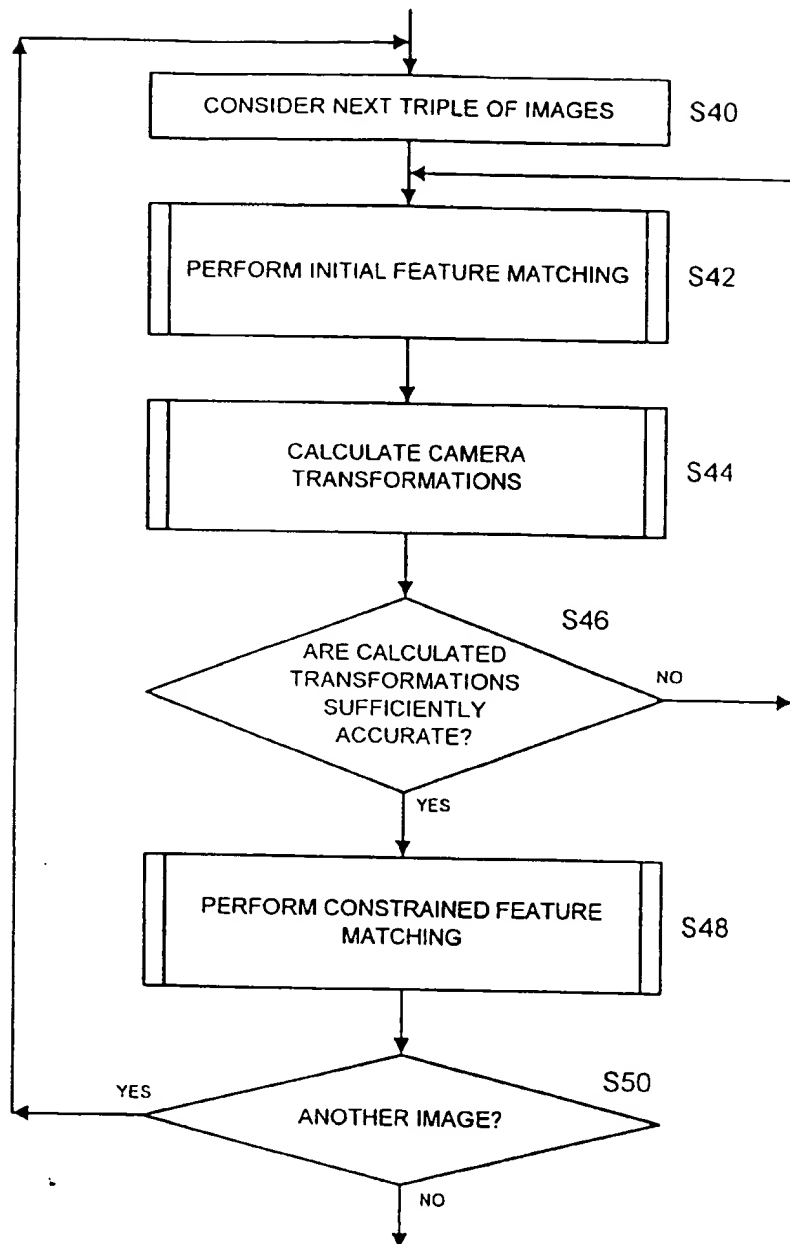 CONSIDER NEXT TRIPLE OF IMAGES
S40
PERFORM INITIAL FEATURE MATCHING
S42
CALCULATE CAMERA
TRANSFORMATIONS
S44
S46
ARE CALCULATED
TRANSFORMATIONS
SUFFICIENTLY
ACCURATE?
NO
YES
PERFORM CONSTRAINED FEATURE
MATCHING
S48
YES
S50
ANOTHER IMAGE?
NO